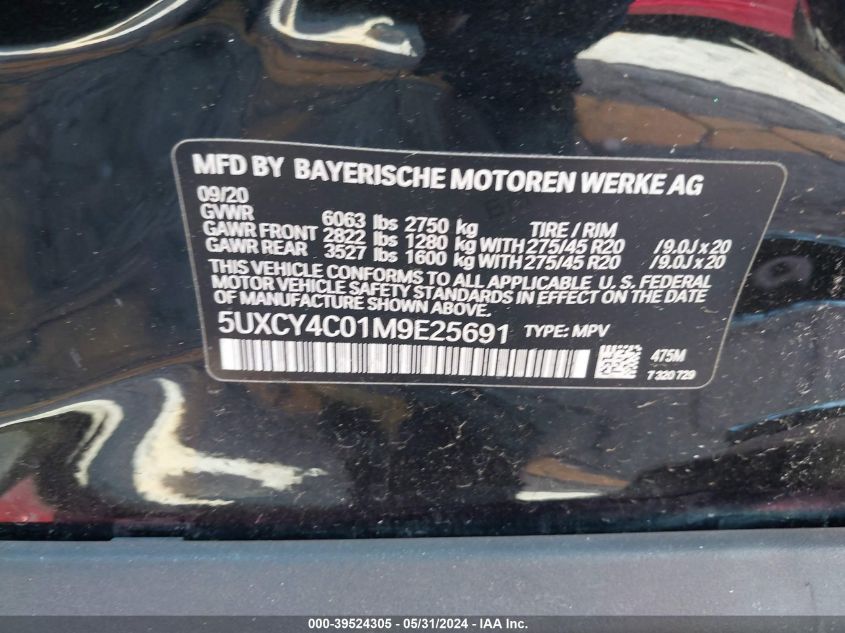 MFD BY BAYERISCHE MOTOREN WERKE AG
09/20
GVWR 6063 lbs 2750 kg TIRE / RIM
GAWR FRONT 2822 lbs 1280 kg WITH 275/45 R20 /9.0J x 20
GAWR REAR 3527 lbs 1600 kg WITH 275/45 R20 /9.0J x 20
THIS VEHICLE CONFORMS TO ALL APPLICABLE U.S. FEDERAL
MOTOR VEHICLE SAFETY STANDARDS IN EFFECT ON THE DATE
OF MANUFACTURE SHOWN ABOVE.
5UXCY4C01M9E25691 TYPE: MPV
475M
7 320 729
000-39524305 - 05/31/2024 - IAA Inc.